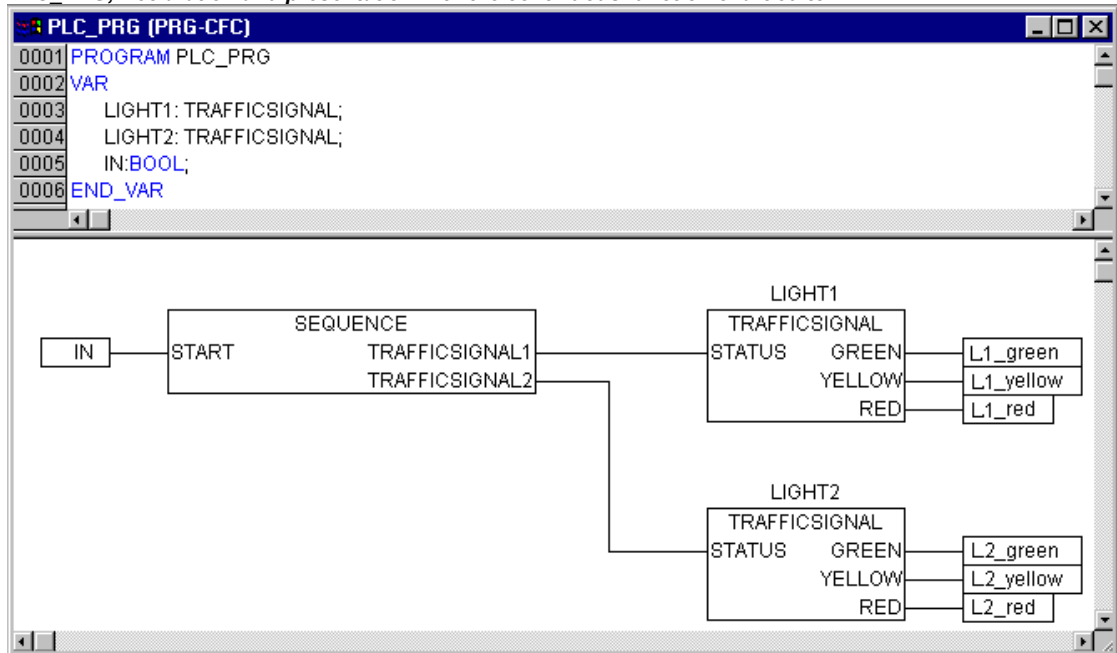 PLC_PRG (PRG-CFC)
0001 PROGRAM PLC_PRG
0002 VAR
0003 LIGHT1: TRAFFICSIGNAL;
0004 LIGHT2: TRAFFICSIGNAL;
0005 IN:BOOL;
0006 END_VAR
LIGHT1
SEQUENCE
TRAFFICSIGNAL
IN
START
TRAFFICSIGNAL1
STATUS
GREEN
L1_green
TRAFFICSIGNAL2
YELLOW
L1_yellow
RED
L1_red
LIGHT2
TRAFFICSIGNAL
STATUS
GREEN
L2_green
YELLOW
L2_yellow
RED
L2_red